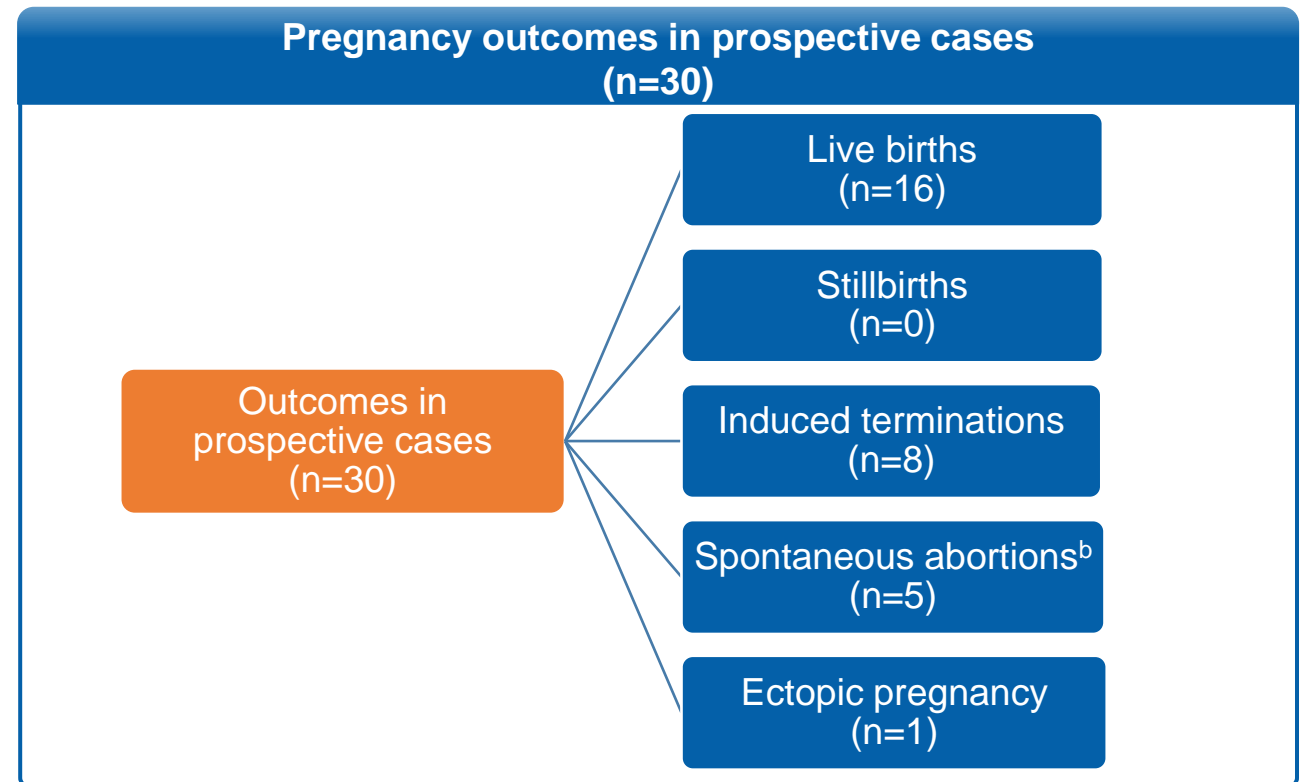 Pregnancy outcomes in prospective cases
(n=30)
Live births
(n=16)
Stillbirths
(n=0)
Outcomes in
prospective cases
(n=30)
Induced terminations
(n=8)
Spontaneous abortionsᵇ
(n=5)
Ectopic pregnancy
(n=1)